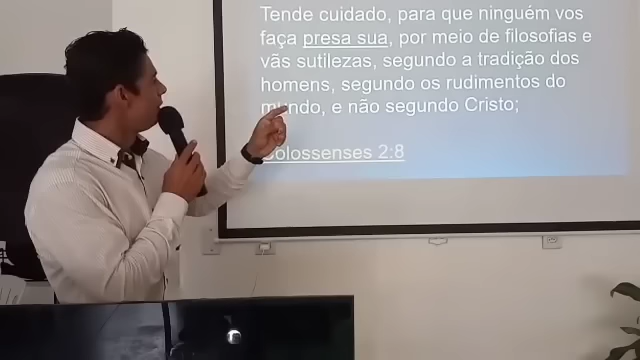 Tende cuidado, para que ninguém vos
faça presa sua, por meio de filosofias e
vãs sutilezas, segundo a tradição dos
homens, segundo os rudimentos do
mundo, e não segundo Cristo;
Colossenses 2:8